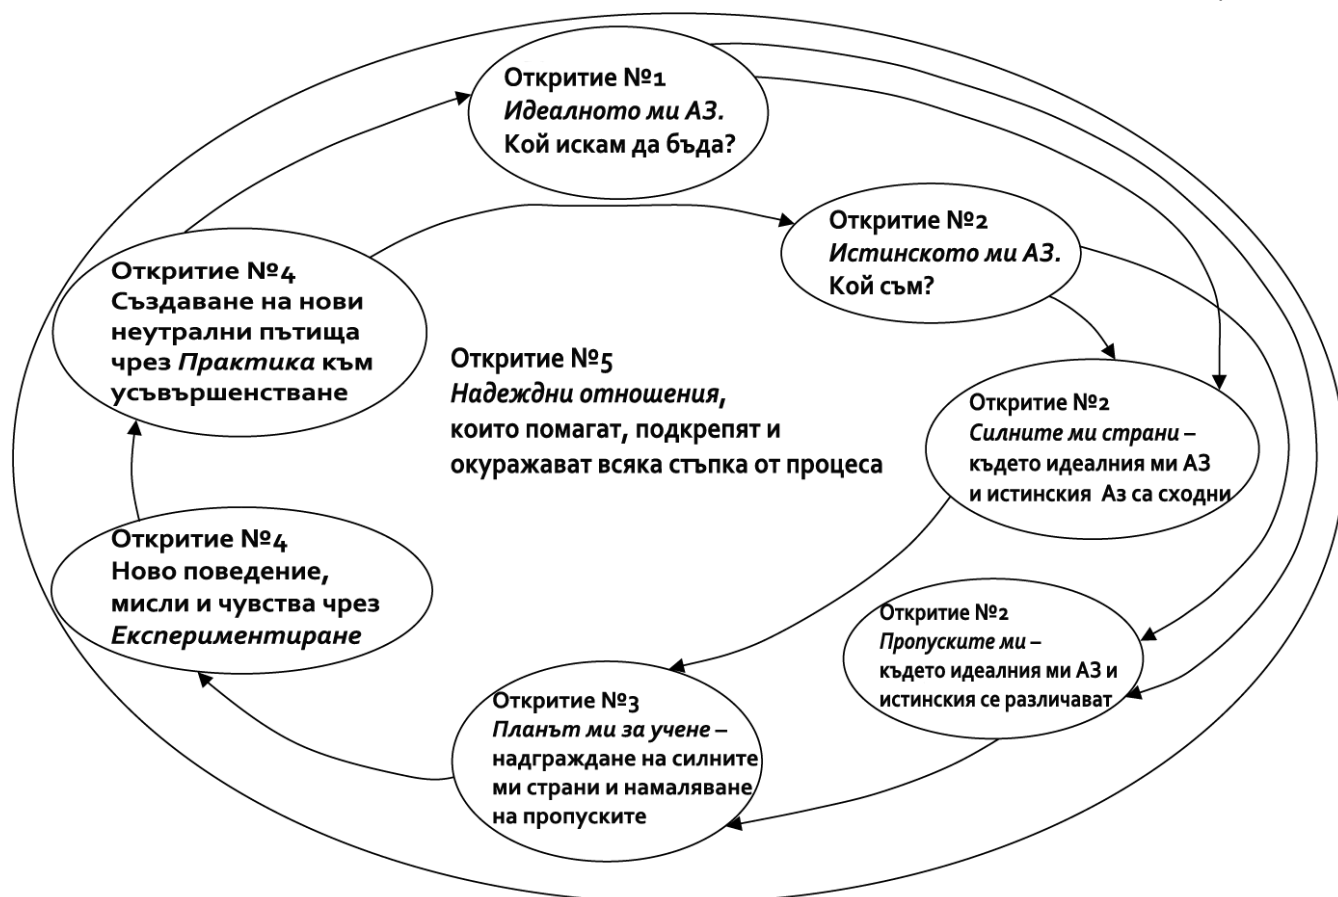 Откритие №1
Идеалното ми АЗ.
Кой искам да бъда?
Откритие №2
Истинското ми АЗ.
Кой съм?
Откритие №4
Създаване на нови
неутрални пътища
чрез Практика към
усъвършенстване
Откритие №5
Надеждни отношения,
които помагат, подкрепят и
окуражават всяка стъпка от процеса
Откритие №2
Силните ми страни –
където идеалния ми АЗ
и истинския Аз са сходни
Откритие №4
Ново поведение,
мисли и чувства чрез
Експериментиране
Откритие №2
Пропуските ми –
където идеалния ми АЗ и
истинския се различават
Откритие №3
Планът ми за учене –
надграждане на силните
ми страни и намаляване
на пропуските